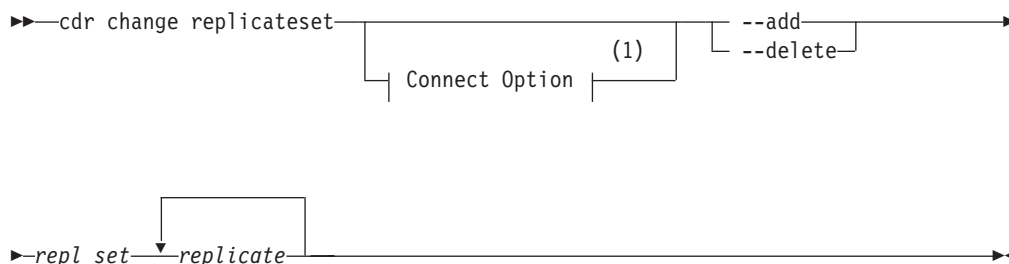 cdr change replicateset --add
(1) --delete
Connect Option
repl set replicate